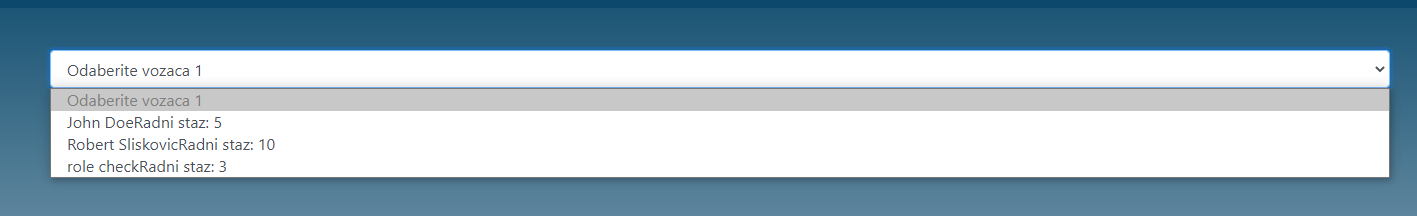 Odaberite vozaca 1
Odaberite vozaca 1
John DoeRadni staz: 5
Robert SliskovicRadni staz: 10
role checkRadni staz: 3